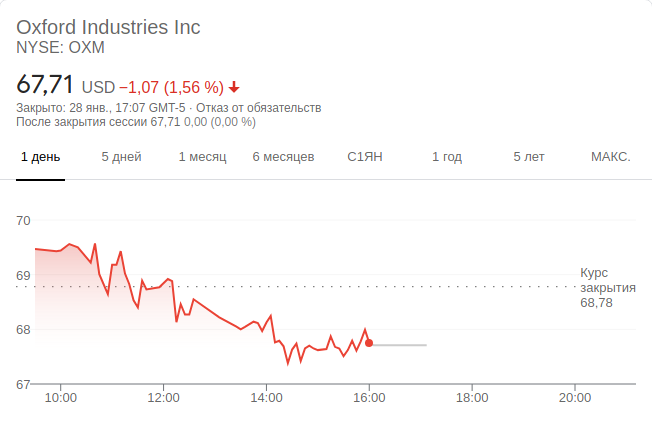 Oxford Industries Inc
NYSE: OXM
67,71 USD −1,07 (1,56 %)
Закрыто: 28 янв., 17:07 GMT-5 · Отказ от обязательств
После закрытия сессии 67,71 0,00 (0,00 %)
1 день 5 дней 1 месяц 6 месяцев С1ЯН 1 год 5 лет МАКС.
70
69
Курс
закрытия
68,78
68
67
10:00 12:00 14:00 16:00 18:00 20:00